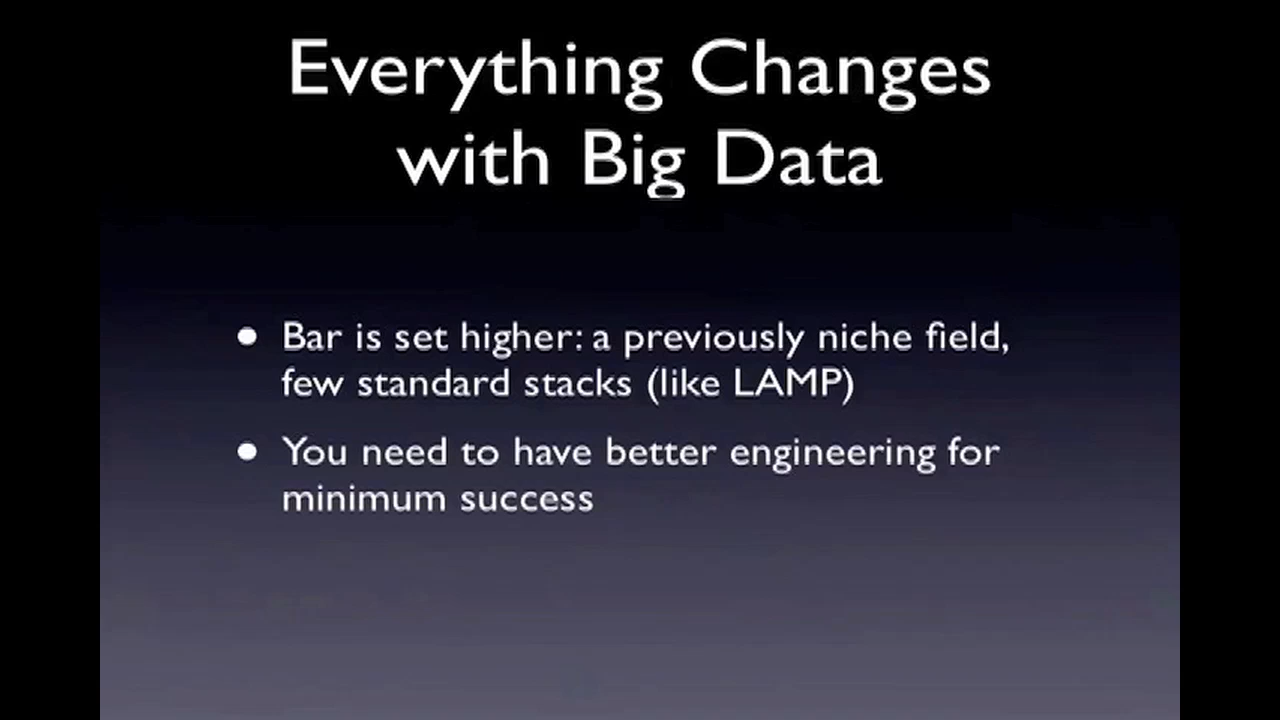 Everything Changes
with Big Data
• Bar is set higher: a previously niche field,
few standard stacks (like LAMP)
• You need to have better engineering for
minimum success